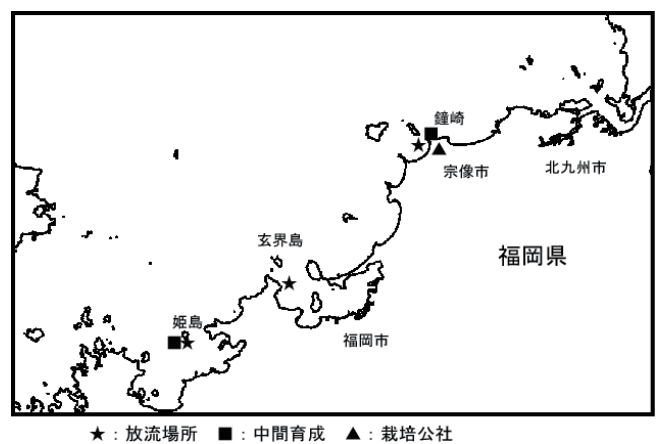 鐘崎
宗像市
北九州市
玄界島
福岡県
姫島
福岡市
★：放流場所 ■：中間育成 ▲：栽培公社